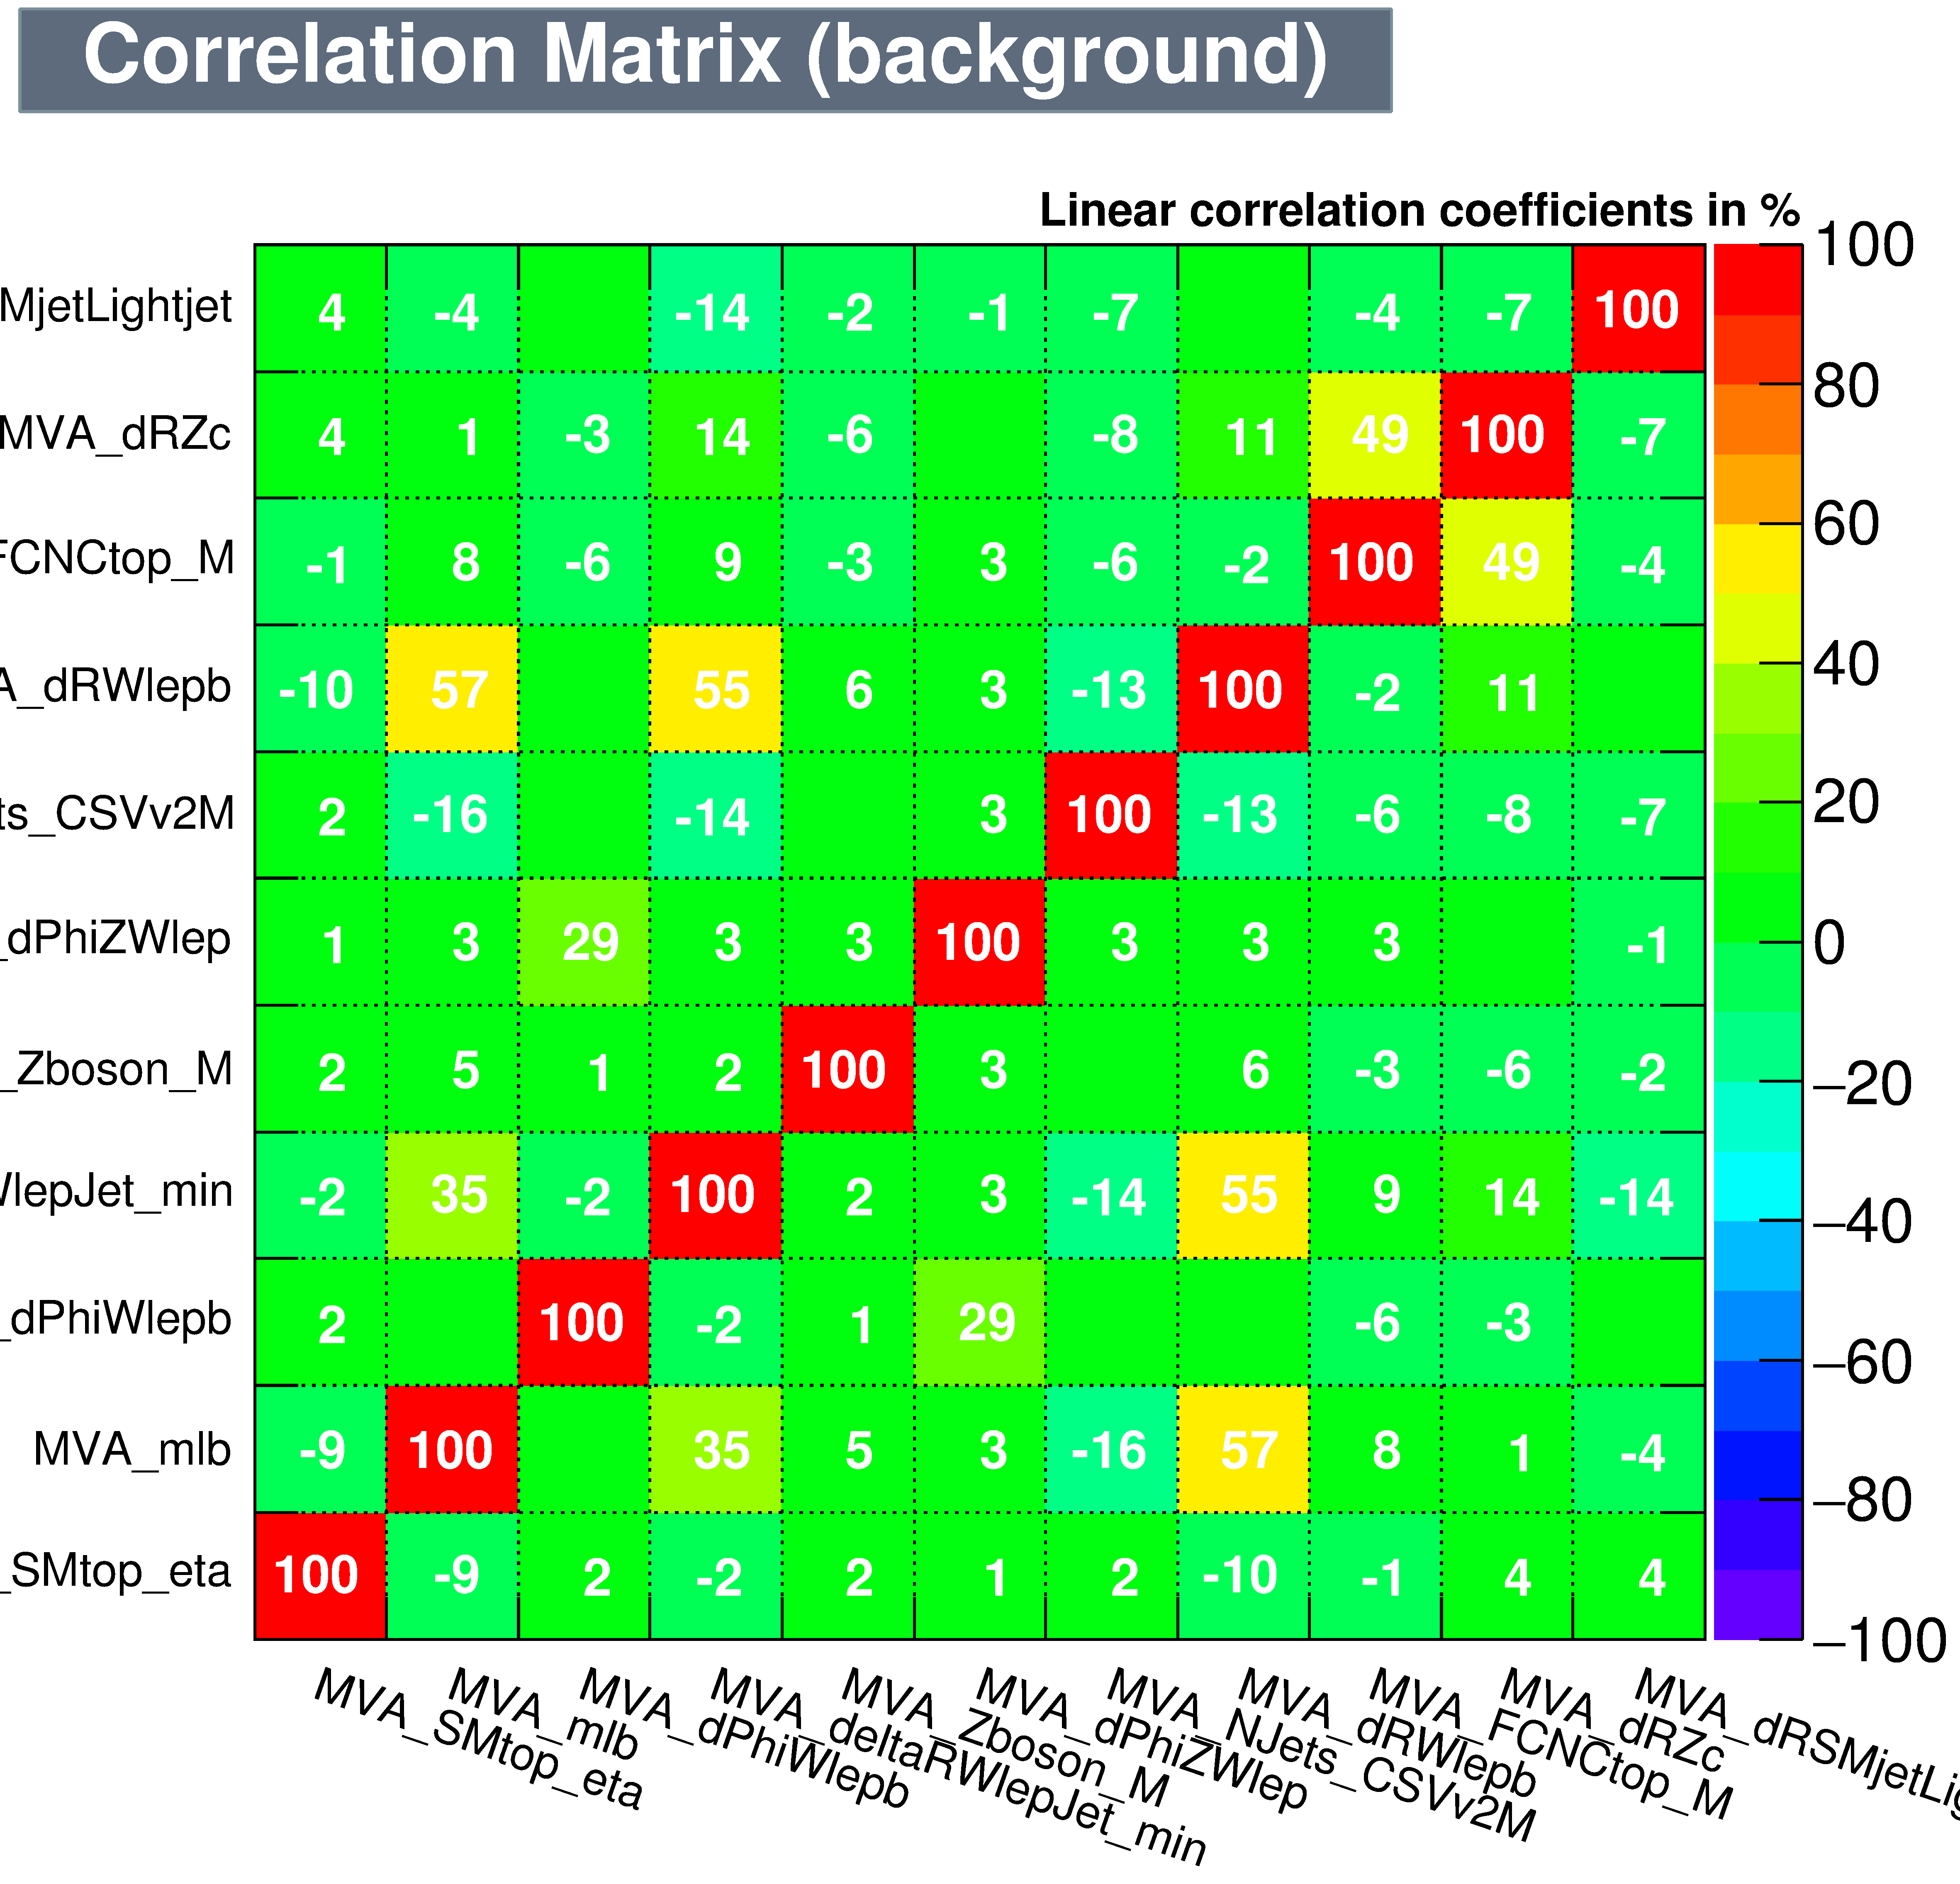 Correlation Matrix (background)
Linear correlation coefficients in %
MjetLightjet 4 -4 -14 -2 -1 -7 -4 -7 100
MVA_dRZc 4 1 -3 14 -6 -8 11 49 100 -7
FCNCtop_M -1 8 -6 9 -3 3 -6 -2 100 49 -4
A_dRWlepb -10 57 55 6 3 -13 100 -2 11
ts_CSVv2M 2 -16 -14 3 100 -13 -6 -8 -7
_dPhiZWlep 1 3 29 3 3 100 3 3 3 -1
_Zboson_M 2 5 1 2 100 3 6 -3 -6 -2
WlepJet_min -2 35 -2 100 2 3 -14 55 9 14 -14
_dPhiWlepb 2 100 -2 1 29 -6 -3
MVA_mlb -9 100 35 5 3 -16 57 8 1 -4
_SMtop_eta 100 -9 2 -2 2 1 2 -10 -1 4 4
100
80
60
40
20
0
−20
−40
−60
−80
−100
MVA_SMtop_eta
MVA_mlb
MVA_dPhiWlepb
MVA_deltaRWlepJet_min
MVA_Zboson_M
MVA_dPhiZWlep
MVA_NJets_CSVv2M
MVA_dRWlepb
MVA_FCNCtop_M
MVA_dRZc
MVA_dRSMjetLig